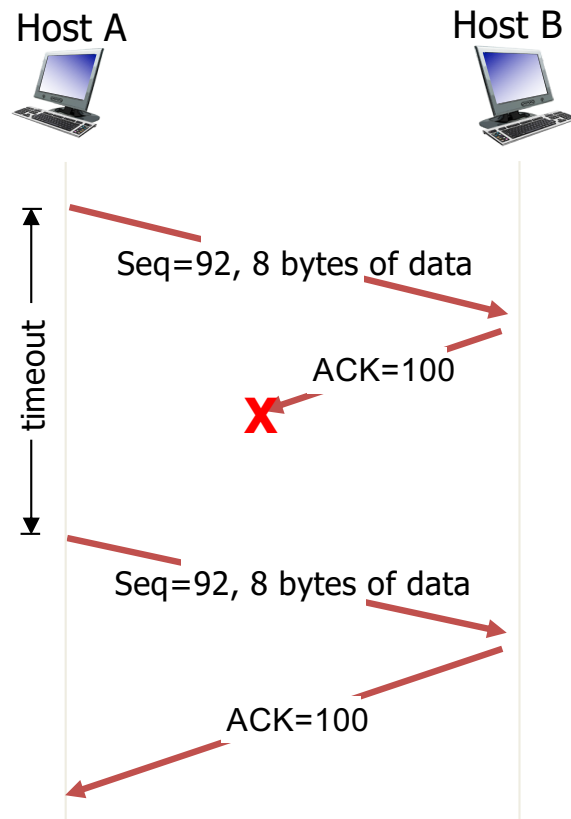 Host A
Host B
Seq=92, 8 bytes of data
ACK=100
X
timeout
Seq=92, 8 bytes of data
ACK=100